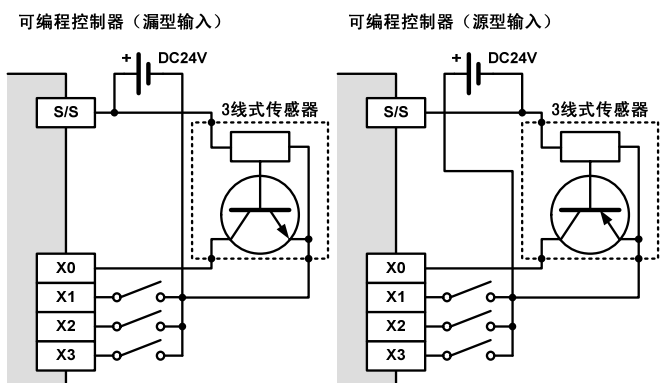 可编程控制器（漏型输入）
+ DC24V
S/S
3线式传感器
X0
X1
X2
X3
可编程控制器（源型输入）
+ DC24V
S/S
3线式传感器
X0
X1
X2
X3